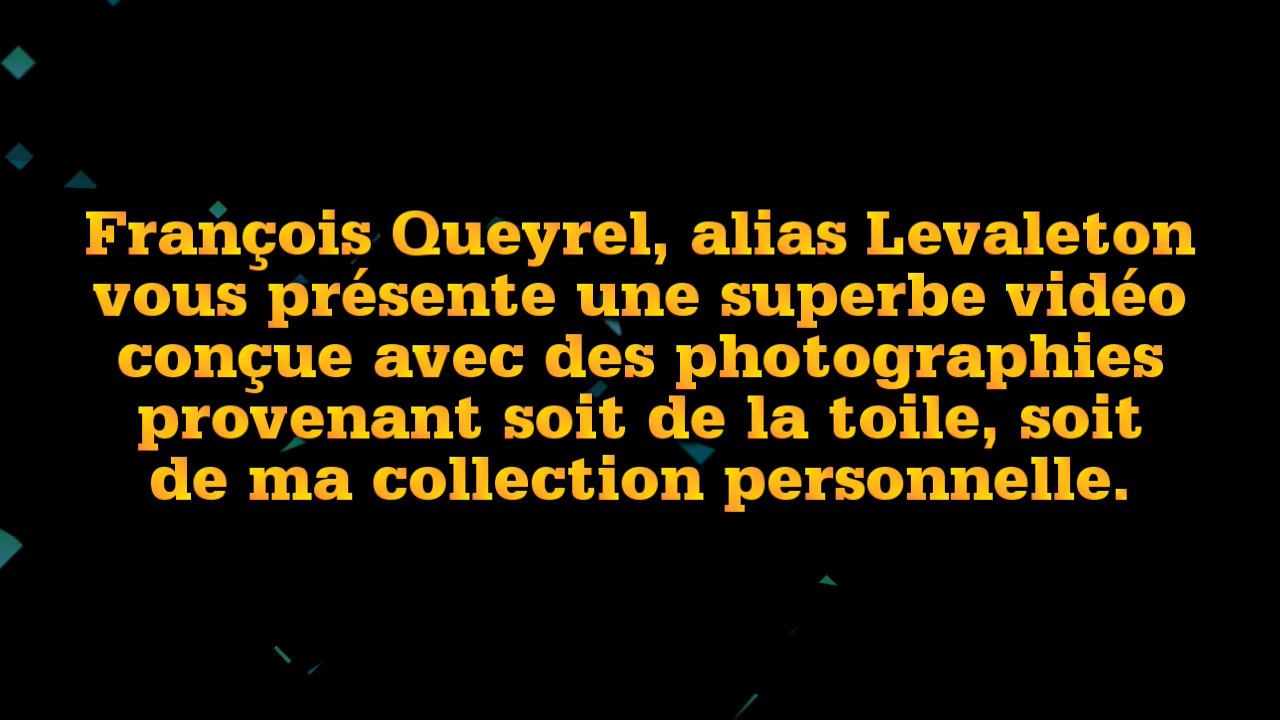 François Queyrel, alias Levaleton
vous présente une superbe vidéo
conçue avec des photographies
provenant soit de la toile, soit
de ma collection personnelle.